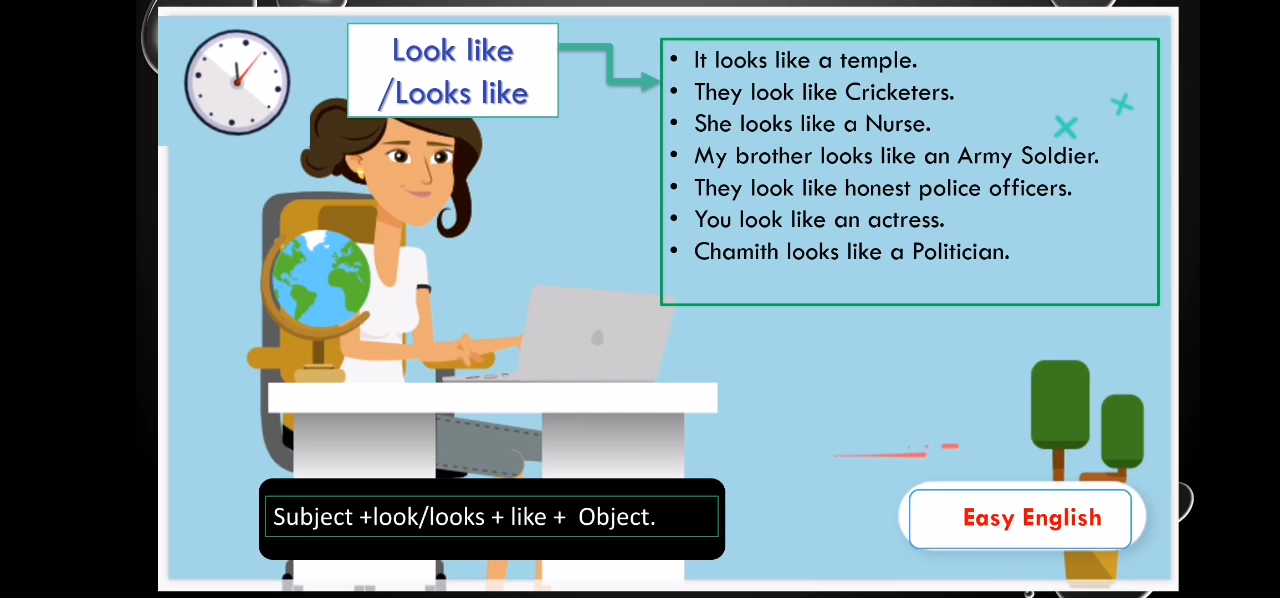 Look like
/Looks like
• It looks like a temple.
• They look like Cricketers.
• She looks like a Nurse.
• My brother looks like an Army Soldier.
• They look like honest police officers.
• You look like an actress.
• Chamith looks like a Politician.
Subject +look/looks + like + Object.
Easy English